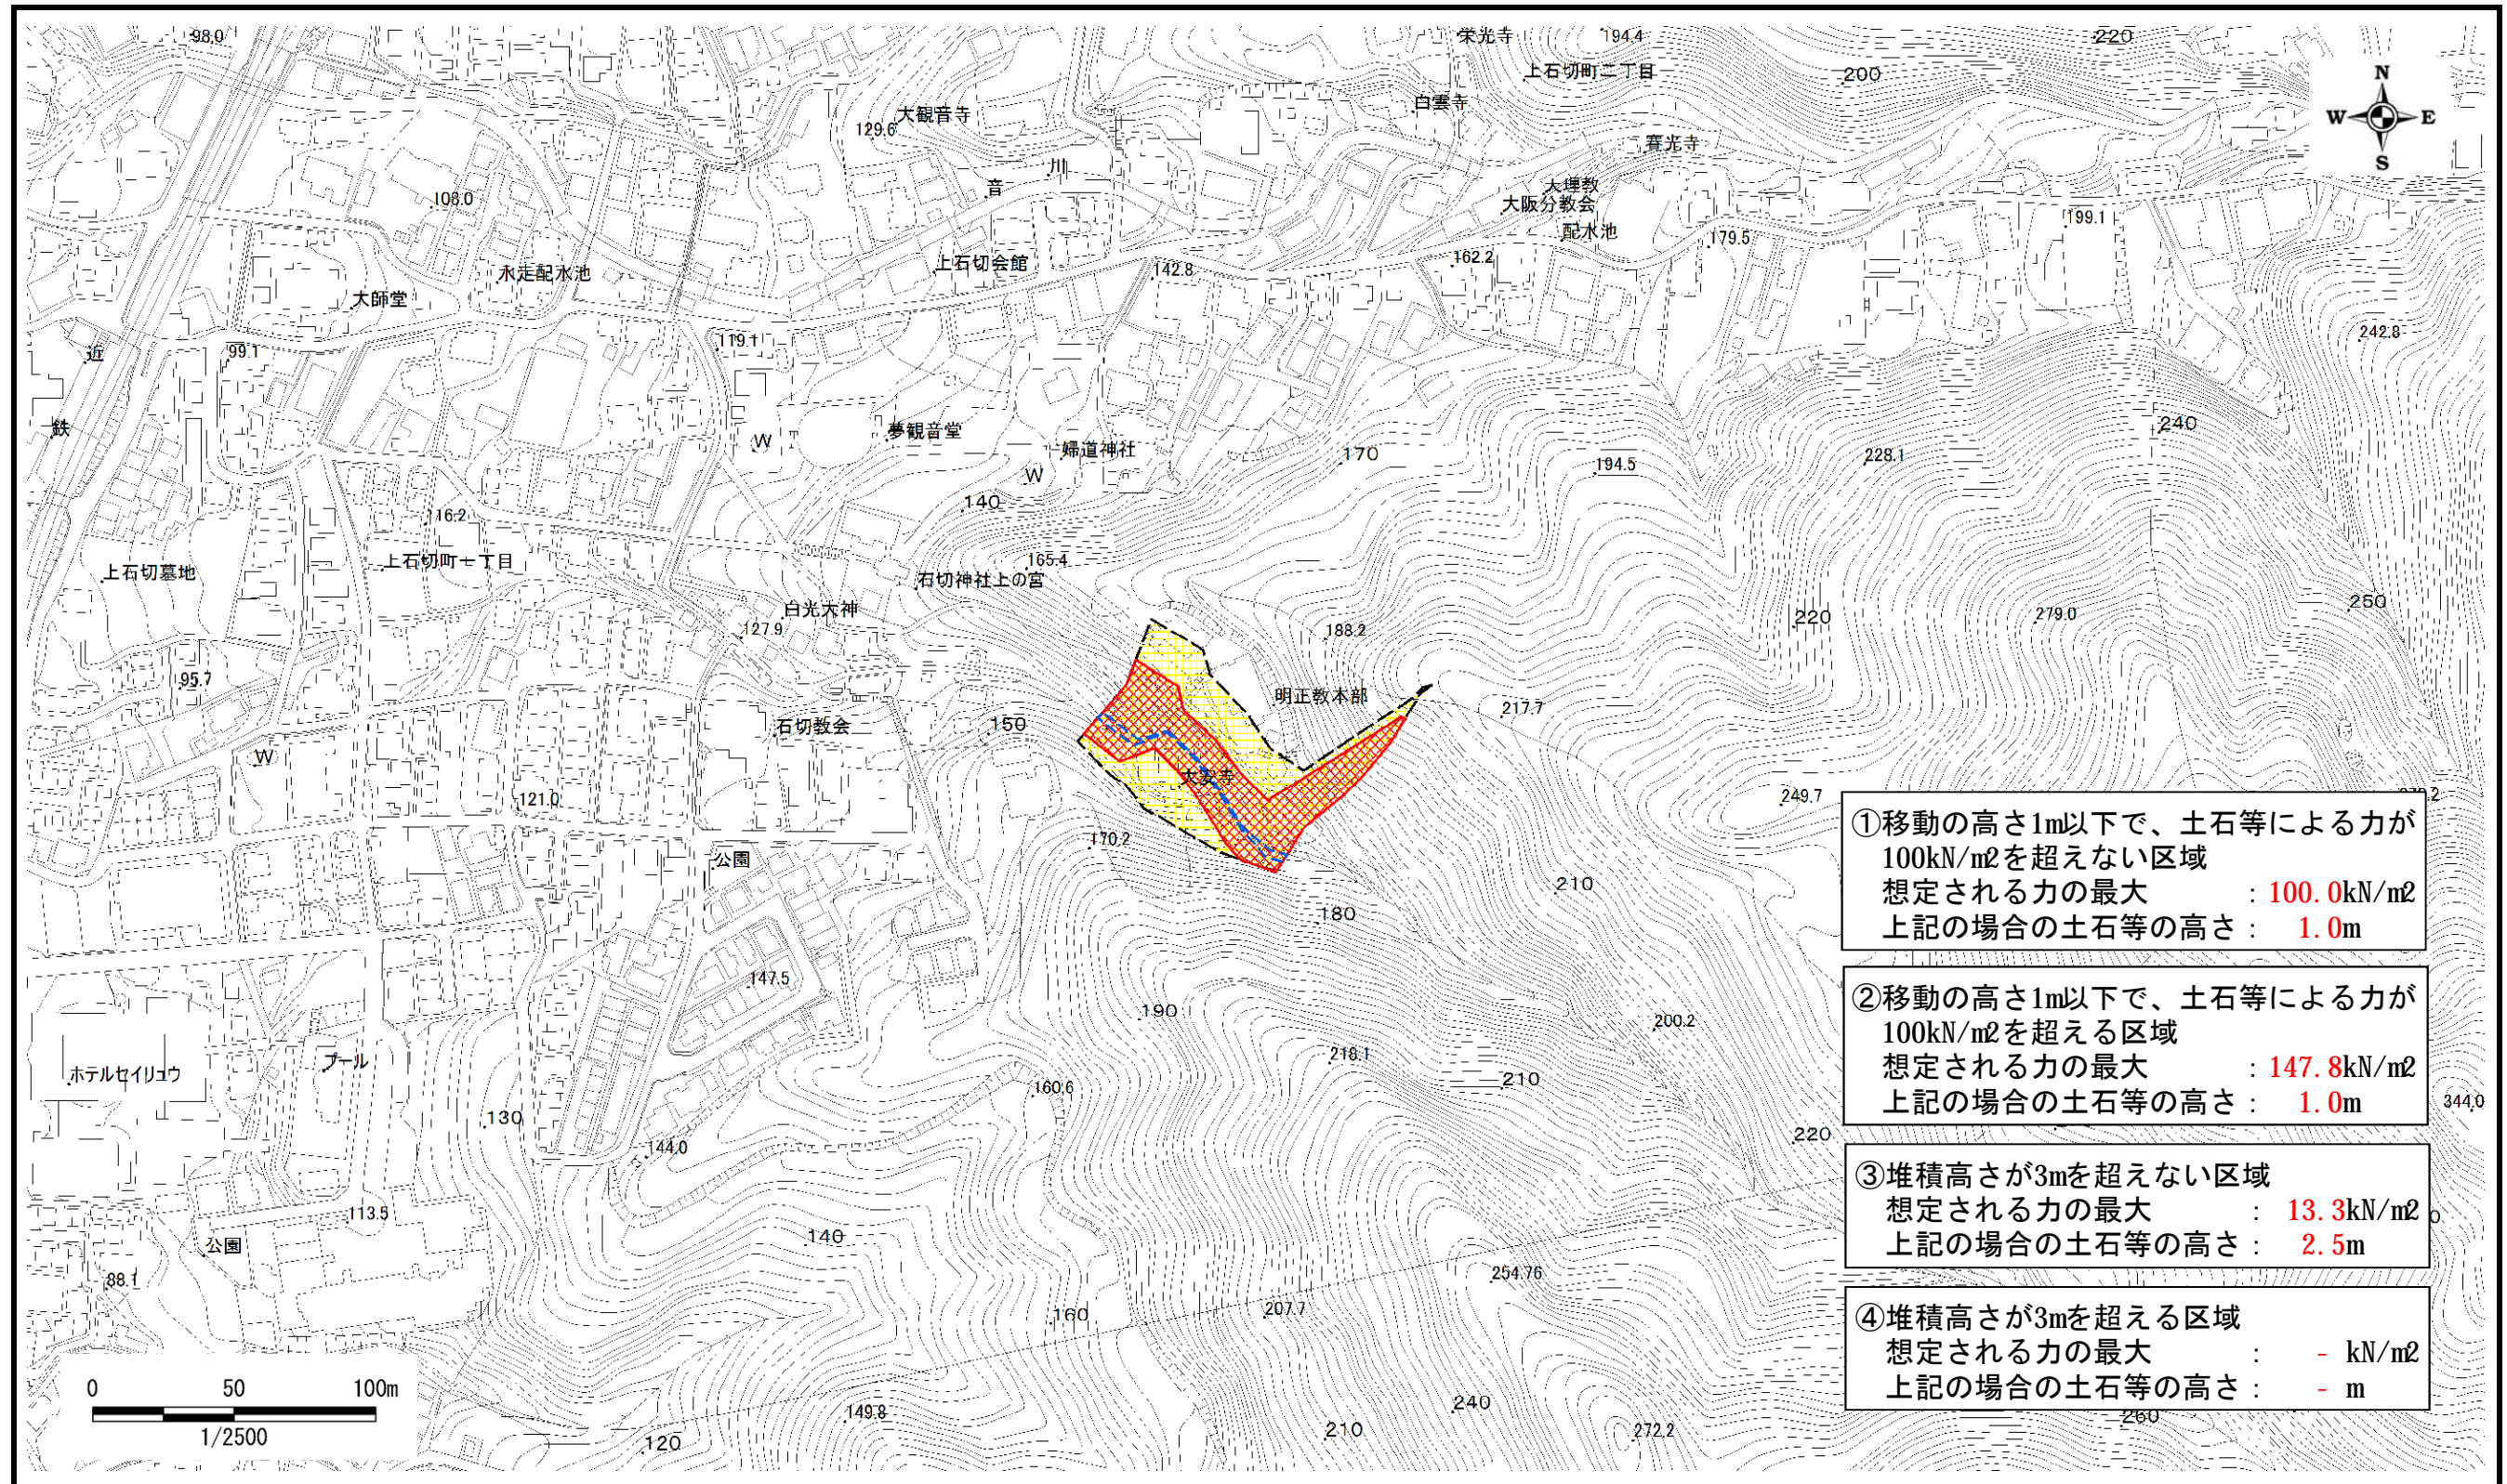 98.0
栄光寺
194.4
220
上石切町二丁目
200
N
W E
S
白雲寺
大観音寺
129.6
川
音
108.0
大阪分教会
配水池
179.5
199.1
162.2
上石切会館
142.8
水走配水池
大師堂
119.1
99.1
近
鉄
242.8
240
夢観音堂
W
W
170
194.5
228.1
140
116.2
上石切町一丁目
上石切墓地
165.4
石切神社上の宮
白光大神
127.9
188.2
220
279.0
250
95.7
明正教本部
217.7
石切教会
150
W
大安寺
121.0
170.2
249.7
公園
210
180
①移動の高さ1m以下で、土石等による力が
100kN/m2を超えない区域
想定される力の最大 : 100.0kN/m2
上記の場合の土石等の高さ : 1.0m
147.5
190
200.2
218.1
210
②移動の高さ1m以下で、土石等による力が
100kN/m2を超える区域
想定される力の最大 : 147.8kN/m2
上記の場合の土石等の高さ : 1.0m
344.0
ホテルセイリュウ
プール
160.6
130
144.0
220
③堆積高さが3mを超えない区域
想定される力の最大 : 13.3kN/m2
上記の場合の土石等の高さ : 2.5m
113.5
公園
140
88.1
254.76
160
207.7
④堆積高さが3mを超える区域
想定される力の最大 : - kN/m2
上記の場合の土石等の高さ : - m
0 50 100m
1/2500
149.8
120
210
240
272.2
260